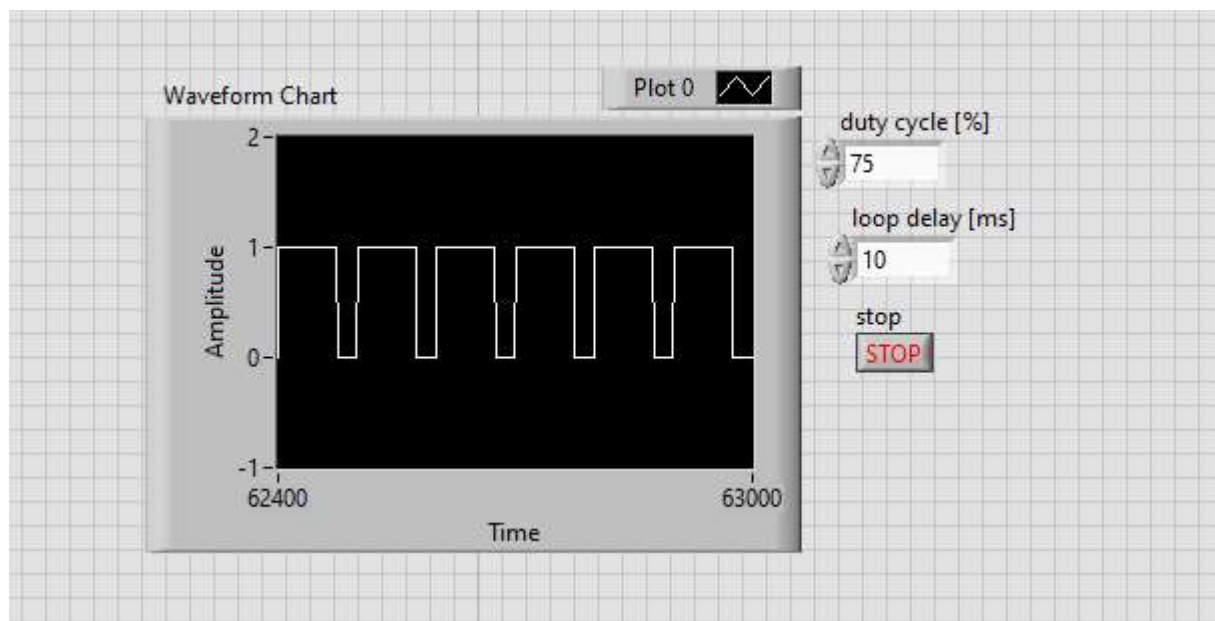 Waveform Chart
Plot 0
2
1
0
-1
Amplitude
62400
63000
Time
duty cycle [%]
75
loop delay [ms]
10
stop
STOP